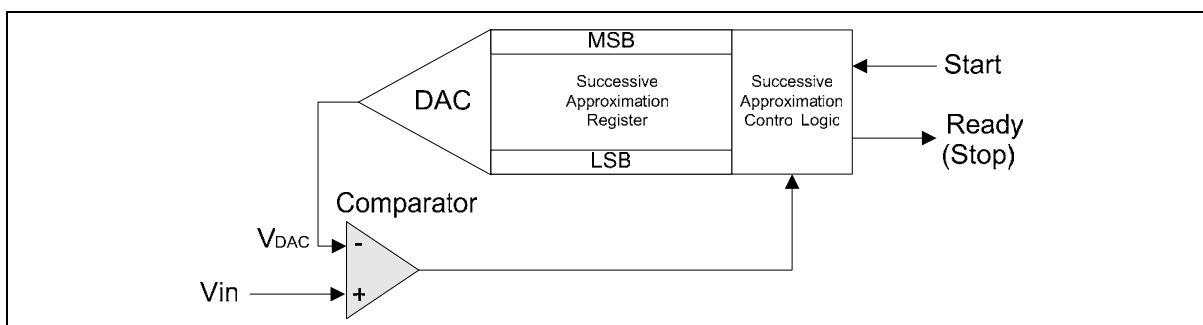 MSB
DAC
Successive
Approximation
Register
Successive
Approximation
Contro Logic
LSB
Start
Ready
(Stop)
Comparator
VDAC
-
Vin
+